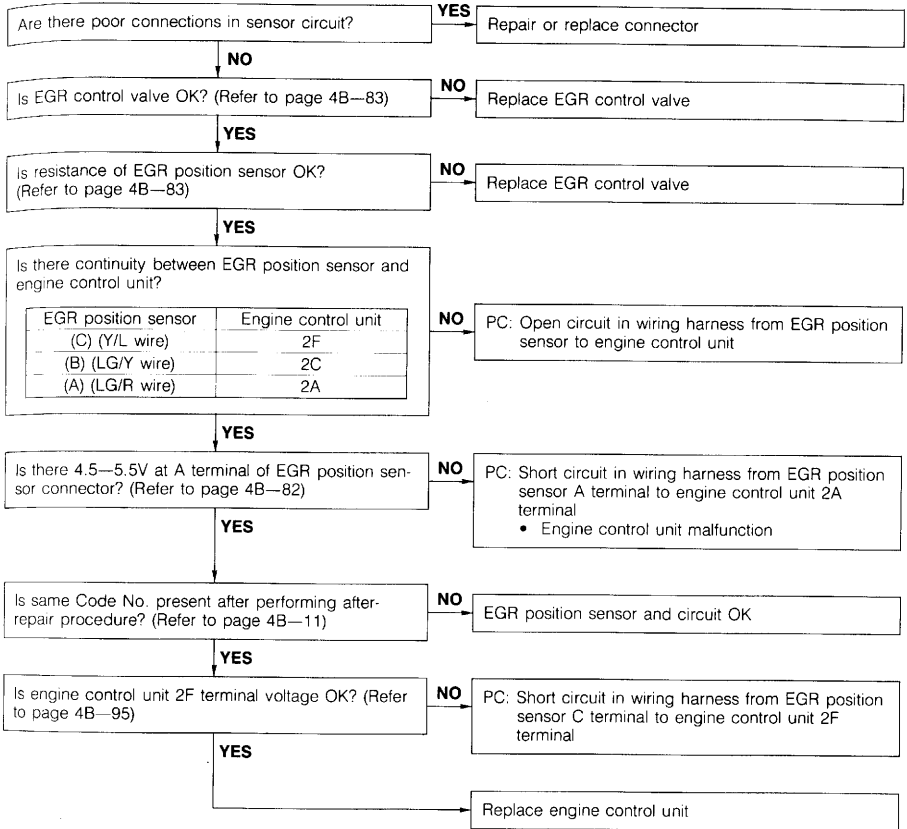 Are there poor connections in sensor circuit?
YES
Repair or replace connector
NO
Is EGR control valve OK? (Refer to page 4B—83)
NO
Replace EGR control valve
YES
Is resistance of EGR position sensor OK?
(Refer to page 4B—83)
NO
Replace EGR control valve
YES
Is there continuity between EGR position sensor and
engine control unit?
EGR position sensor Engine control unit
(C) (Y/L wire) 2F
(B) (LG/Y wire) 2C
(A) (LG/R wire) 2A
NO
PC: Open circuit in wiring harness from EGR position
sensor to engine control unit
YES
Is there 4.5—5.5V at A terminal of EGR position sen-
sor connector? (Refer to page 4B—82)
NO
PC: Short circuit in wiring harness from EGR position
sensor A terminal to engine control unit 2A
terminal
• Engine control unit malfunction
YES
Is same Code No. present after performing after-
repair procedure? (Refer to page 4B—11)
NO
EGR position sensor and circuit OK
YES
Is engine control unit 2F terminal voltage OK? (Refer
to page 4B—95)
NO
PC: Short circuit in wiring harness from EGR position
sensor C terminal to engine control unit 2F
terminal
YES
Replace engine control unit